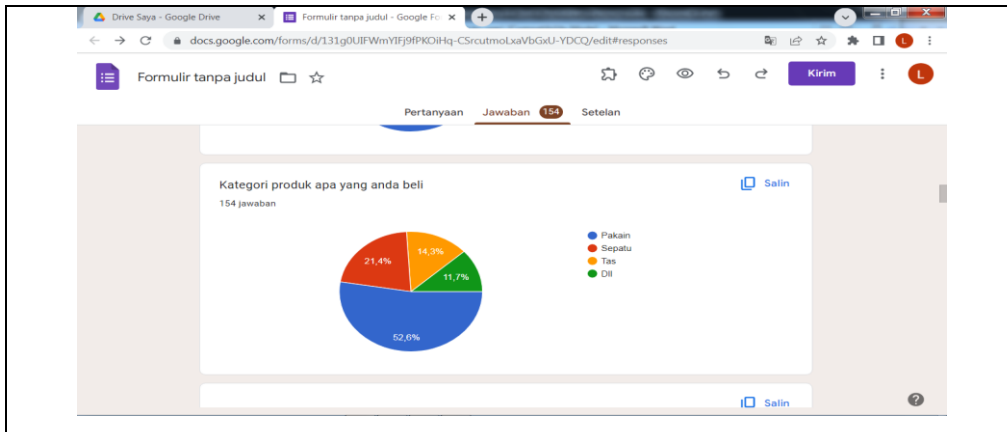 Drive Saya - Google Drive
Formulir tanpa judul - Google Fo
docs.google.com/forms/d/131g0UIFWmYIFj9fPKOiHq-CSrcutmoLxaVbGxU-YDCQ/edit#responses
L
Formulir tanpa judul
Kirim
L
Pertanyaan Jawaban 154 Setelan
Kategori produk apa yang anda beli
Salin
154 jawaban
Pakain
Sepatu
Tas
Dll
14,3%
21,4%
11,7%
52,6%
Salin